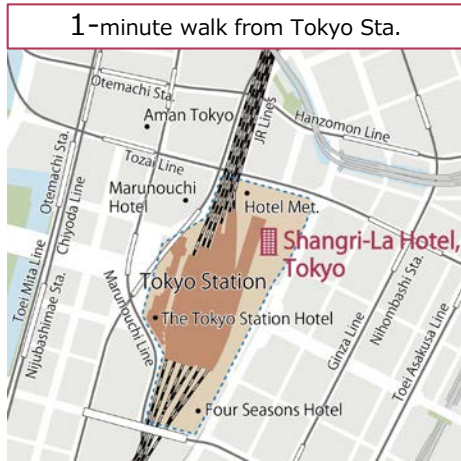 1-minute walk from Tokyo Sta.
Otemachi Sta.
Aman Tokyo
JR Lines
Hanzomon Line
Tozai Line
Otemachi Sta.
Chiyoda Line
Marunouchi
Hotel
Hotel Met.
Shangri-La Hotel,
Tokyo
Toei Mita Line
Nijubashimae Sta.
Marunouchi Line
Tokyo Station
The Tokyo Station Hotel
Ginza Line
Nihombashi Sta.
Toei Asakusa Line
Four Seasons Hotel